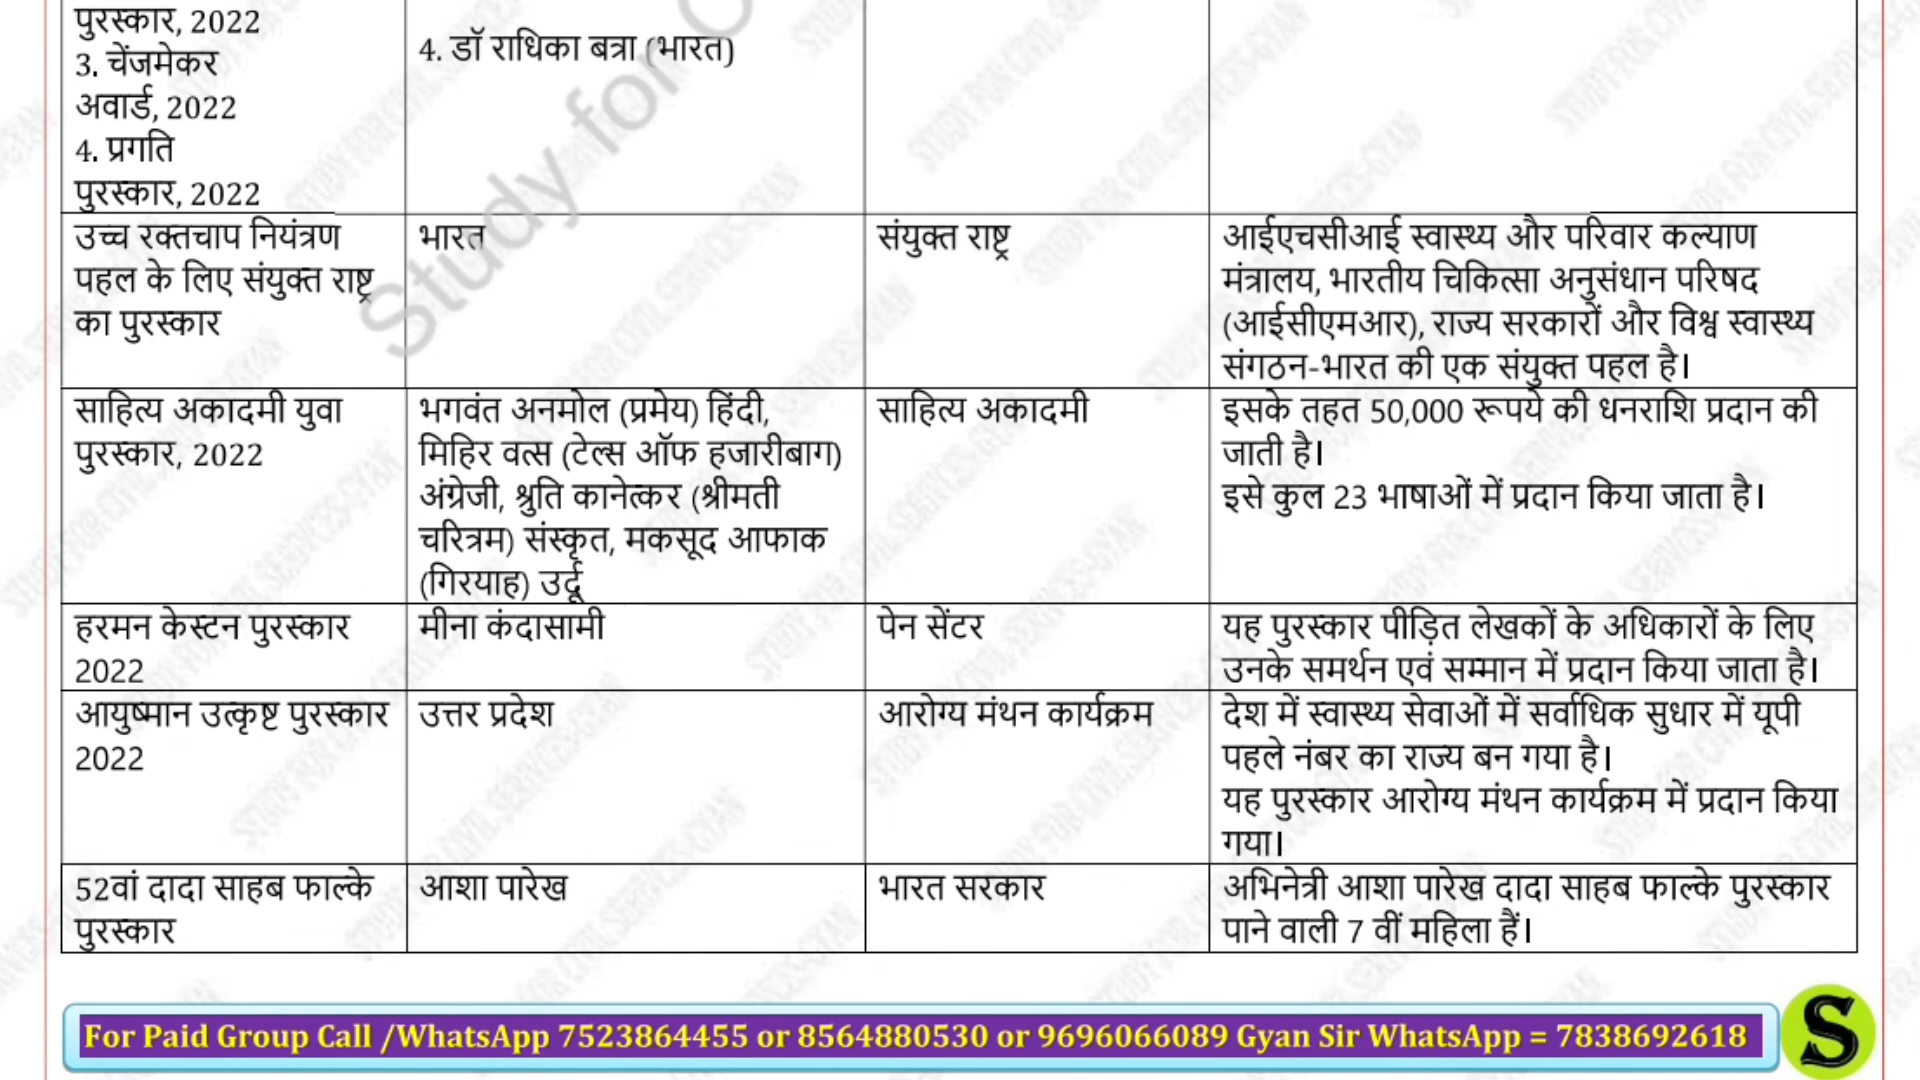 पुरस्कार, 2022
3. चेंजमेकर
अवार्ड, 2022
4. प्रगति
पुरस्कार, 2022
4. डॉ राधिका बत्रा (भारत)
उच्च रक्तचाप नियंत्रण
पहल के लिए संयुक्त राष्ट्र
का पुरस्कार
भारत
संयुक्त राष्ट्र
आईएचसीआई स्वास्थ्य और परिवार कल्याण
मंत्रालय, भारतीय चिकित्सा अनुसंधान परिषद
(आईसीएमआर), राज्य सरकारों और विश्व स्वास्थ्य
संगठन-भारत की एक संयुक्त पहल है।
साहित्य अकादमी युवा
पुरस्कार, 2022
भगवंत अनमोल (प्रमेय) हिंदी,
मिहिर वत्स (टेल्स ऑफ हजारीबाग)
अंग्रेजी, श्रुति कानेत्कर (श्रीमती
चरित्रम) संस्कृत, मकसूद आफाक
(गिरयाह) उर्दू
साहित्य अकादमी
इसके तहत 50,000 रूपये की धनराशि प्रदान की
जाती है।
इसे कुल 23 भाषाओं में प्रदान किया जाता है।
हरमन केस्टन पुरस्कार
2022
मीना कंदासामी
पेन सेंटर
यह पुरस्कार पीड़ित लेखकों के अधिकारों के लिए
उनके समर्थन एवं सम्मान में प्रदान किया जाता है।
आयुष्मान उत्कृष्ट पुरस्कार
2022
उत्तर प्रदेश
आरोग्य मंथन कार्यक्रम
देश में स्वास्थ्य सेवाओं में सर्वाधिक सुधार में यूपी
पहले नंबर का राज्य बन गया है।
यह पुरस्कार आरोग्य मंथन कार्यक्रम में प्रदान किया
गया।
52वां दादा साहब फाल्के
पुरस्कार
आशा पारेख
भारत सरकार
अभिनेत्री आशा पारेख दादा साहब फाल्के पुरस्कार
पाने वाली 7 वीं महिला हैं।
Study for
For Paid Group Call /WhatsApp 7523864455 or 8564880530 or 9696066089 Gyan Sir WhatsApp = 7838692618
S